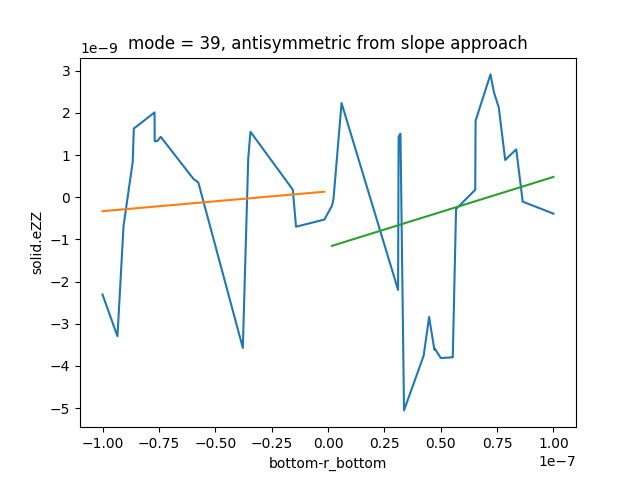 mode = 39, antisymmetric from slope approach
1e−9
3
2
1
0
−1
−2
−3
−4
−5
solid.eZZ
−1.00 −0.75 −0.50 −0.25 0.00 0.25 0.50 0.75 1.00
1e−7
bottom-r_bottom